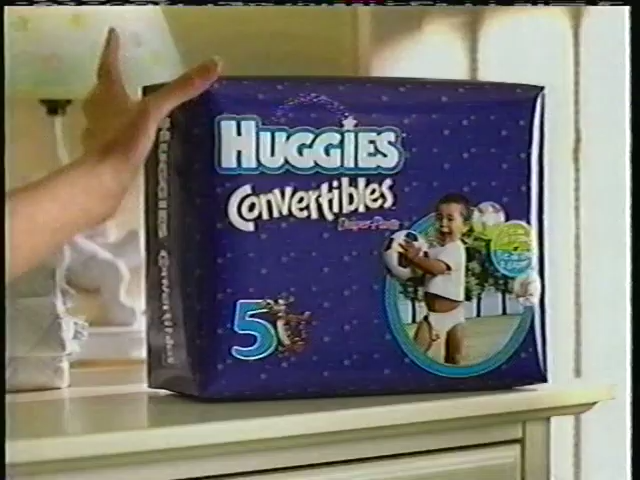 HUGGIES
Convertibles
Diaper-Pants
5
HUGGIES Convertibles